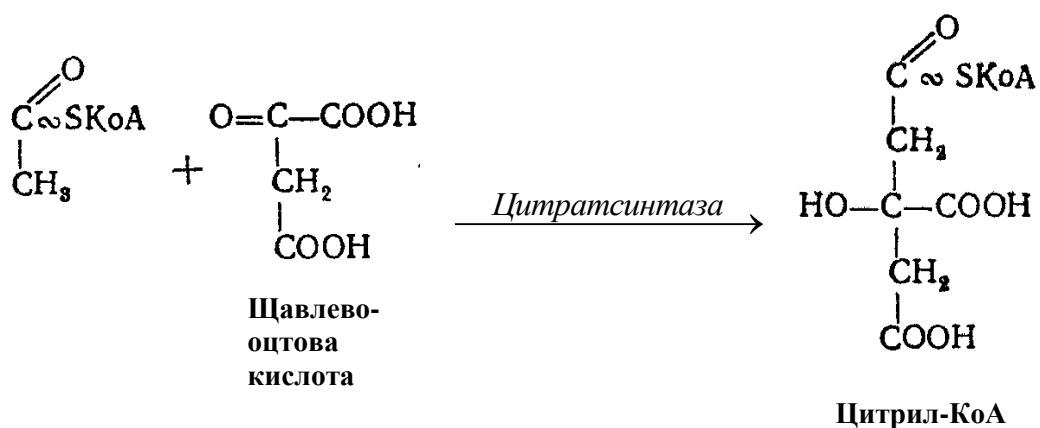 O
C ∾ SKoA
CH₃
+
O=C—COOH
CH₂
COOH
Щавлево-
оцтова
кислота
Цитратсинтаза
O
C ∾ SKoA
CH₂
HO—C—COOH
CH₂
COOH
Цитрил-КоА